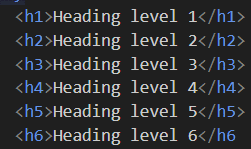 <h1>Heading level 1</h1>
<h2>Heading level 2</h2>
<h3>Heading level 3</h3>
<h4>Heading level 4</h4>
<h5>Heading level 5</h5>
<h6>Heading level 6</h6